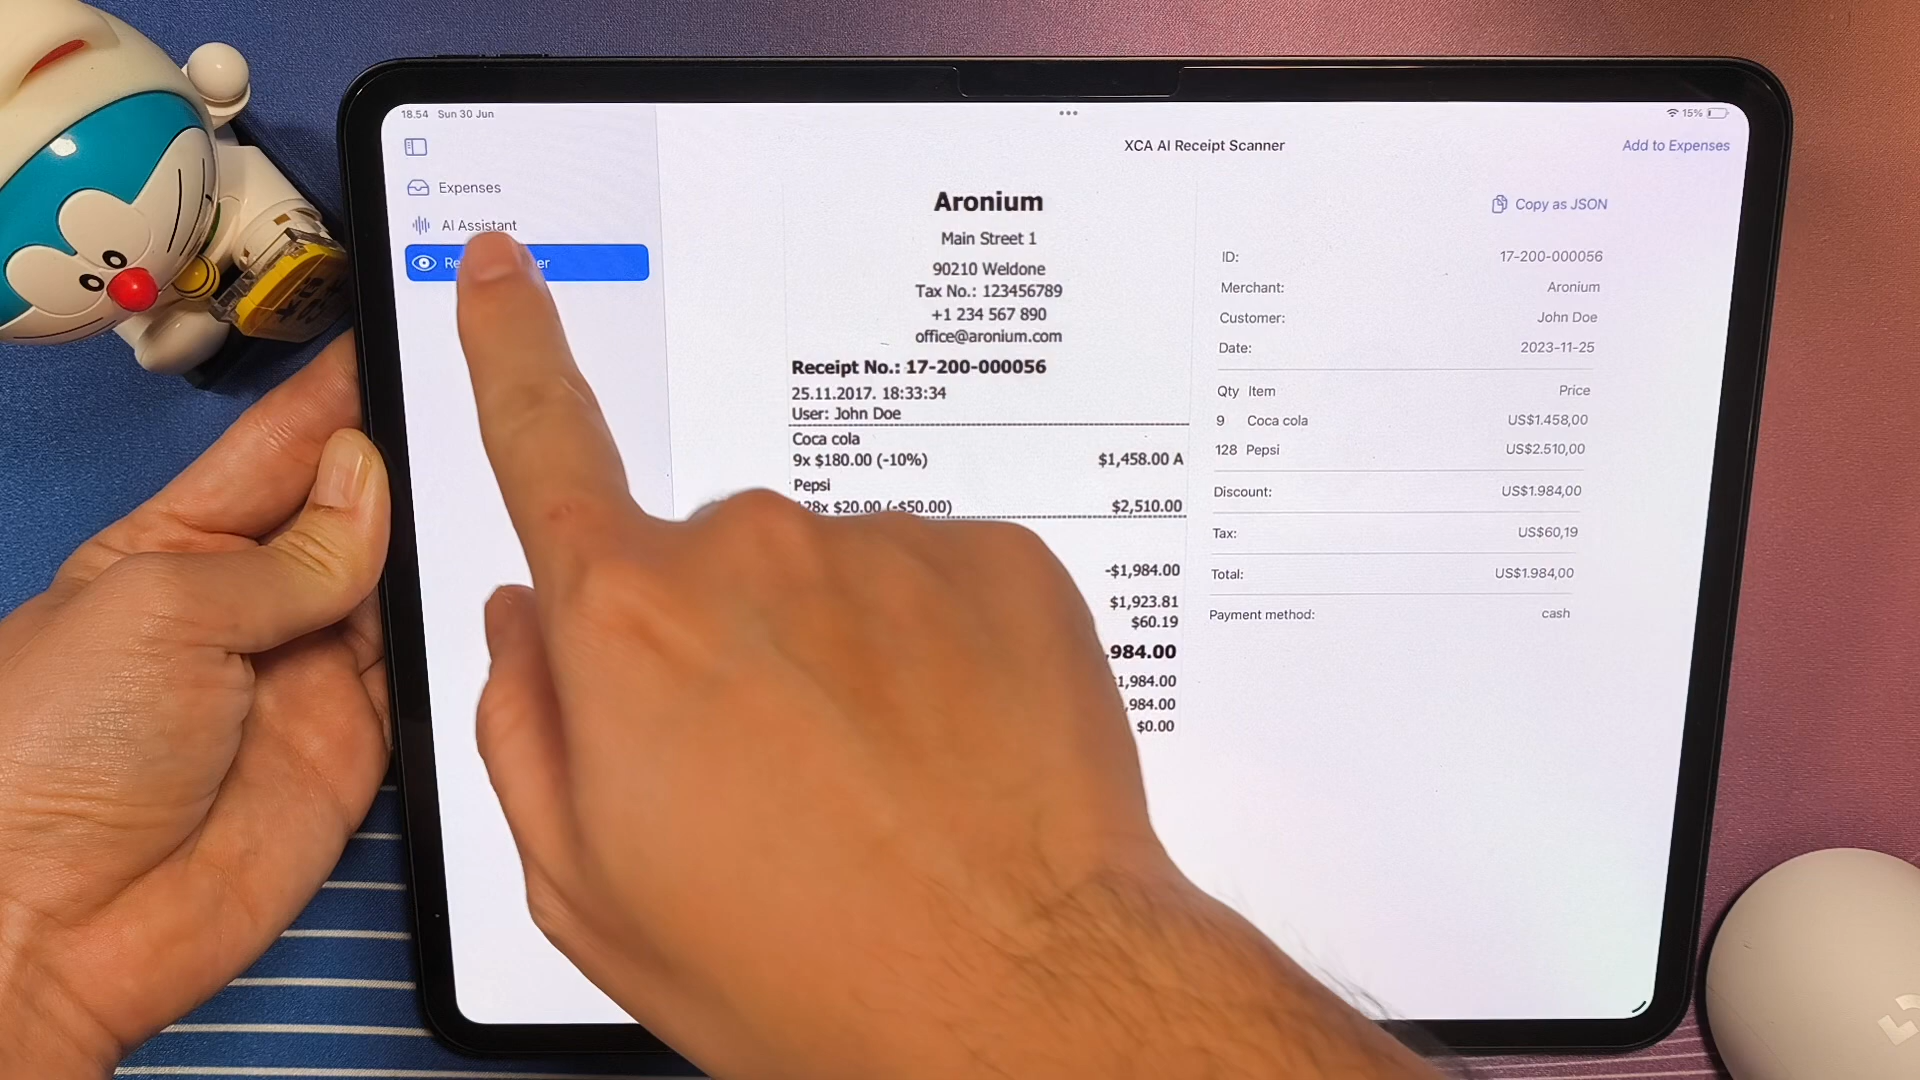 18.54 Sun 30 Jun
15%
XCA AI Receipt Scanner
Add to Expenses
Expenses
AI Assistant
Aronium
Main Street 1
90210 Weldone
Tax No.: 123456789
+1 234 567 890
office@aronium.com
Receipt No.: 17-200-000056
25.11.2017. 18:33:34
User: John Doe
Coca cola
9x $180.00 (-10%) $1,458.00 A
Pepsi
28x $20.00 (-$50.00) $2,510.00
-$1,984.00
$1,923.81
$60.19
,984.00
1,984.00
,984.00
$0.00
Copy as JSON
ID: 17-200-000056
Merchant: Aronium
Customer: John Doe
Date: 2023-11-25
Qty Item Price
9 Coca cola US$1.458,00
128 Pepsi US$2.510,00
Discount: US$1.984,00
Tax: US$60,19
Total: US$1.984,00
Payment method: cash